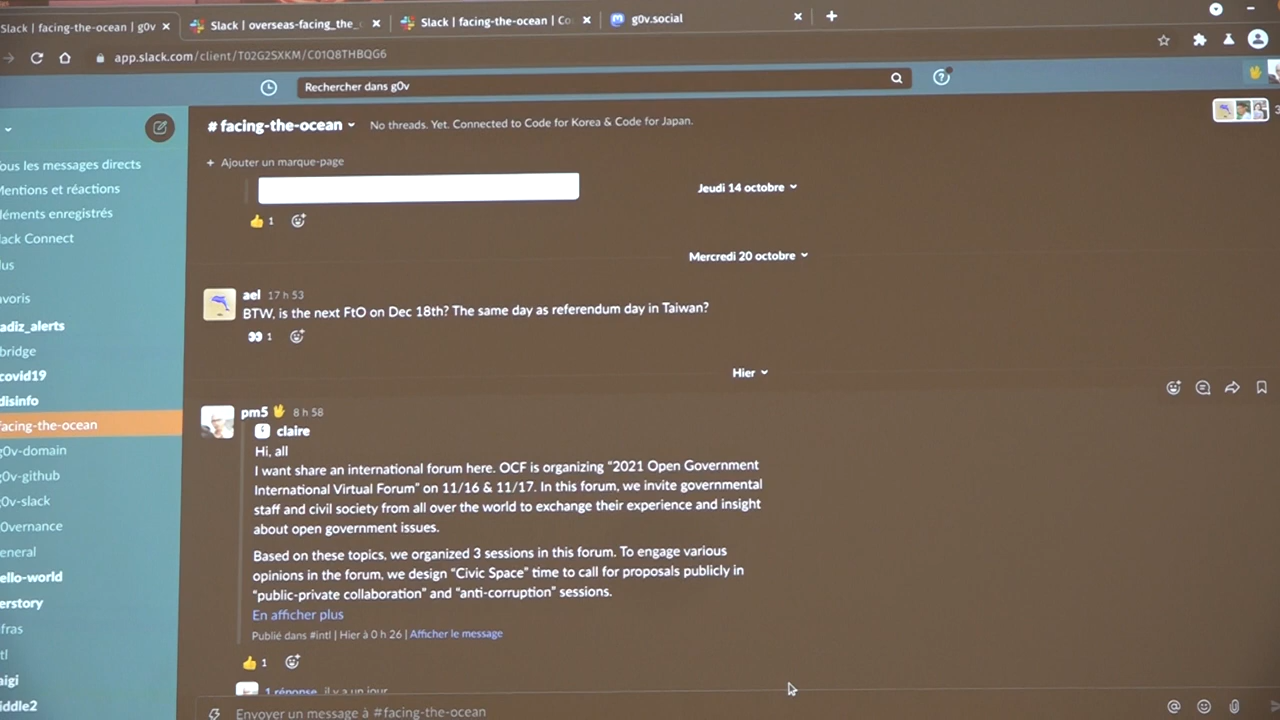 Slack | facing-the-ocean | g0v
Slack | overseas-facing_the_
Slack | facing-the-ocean | Co
g0v.social
app.slack.com/client/T02G2SXKM/C01Q8THBQG6
Rechercher dans g0v
# facing-the-ocean
No threads. Yet. Connected to Code for Korea & Code for Japan.
+ Ajouter un marque-page
Jeudi 14 octobre
1
Mercredi 20 octobre
ael 17 h 53
BTW, is the next FtO on Dec 18th? The same day as referendum day in Taiwan?
1
Hier
pm5 8 h 58
claire
Hi, all
I want share an international forum here. OCF is organizing "2021 Open Government
International Virtual Forum" on 11/16 & 11/17. In this forum, we invite governmental
staff and civil society from all over the world to exchange their experience and insight
about open government issues.
Based on these topics, we organized 3 sessions in this forum. To engage various
opinions in the forum, we design "Civic Space" time to call for proposals publicly in
"public-private collaboration" and "anti-corruption" sessions.
En afficher plus
Publié dans #intl | Hier à 0 h 26 | Afficher le message
1
1 réponse il y a un jour
Envoyer un message à #facing-the-ocean
ous les messages directs
Mentions et réactions
léments enregistrés
lack Connect
lus
avoris
adiz_alerts
bridge
covid19
disinfo
facing-the-ocean
g0v-domain
g0v-github
g0v-slack
0vernance
eneral
ello-world
erstory
fras
tl
aigi
iddle2